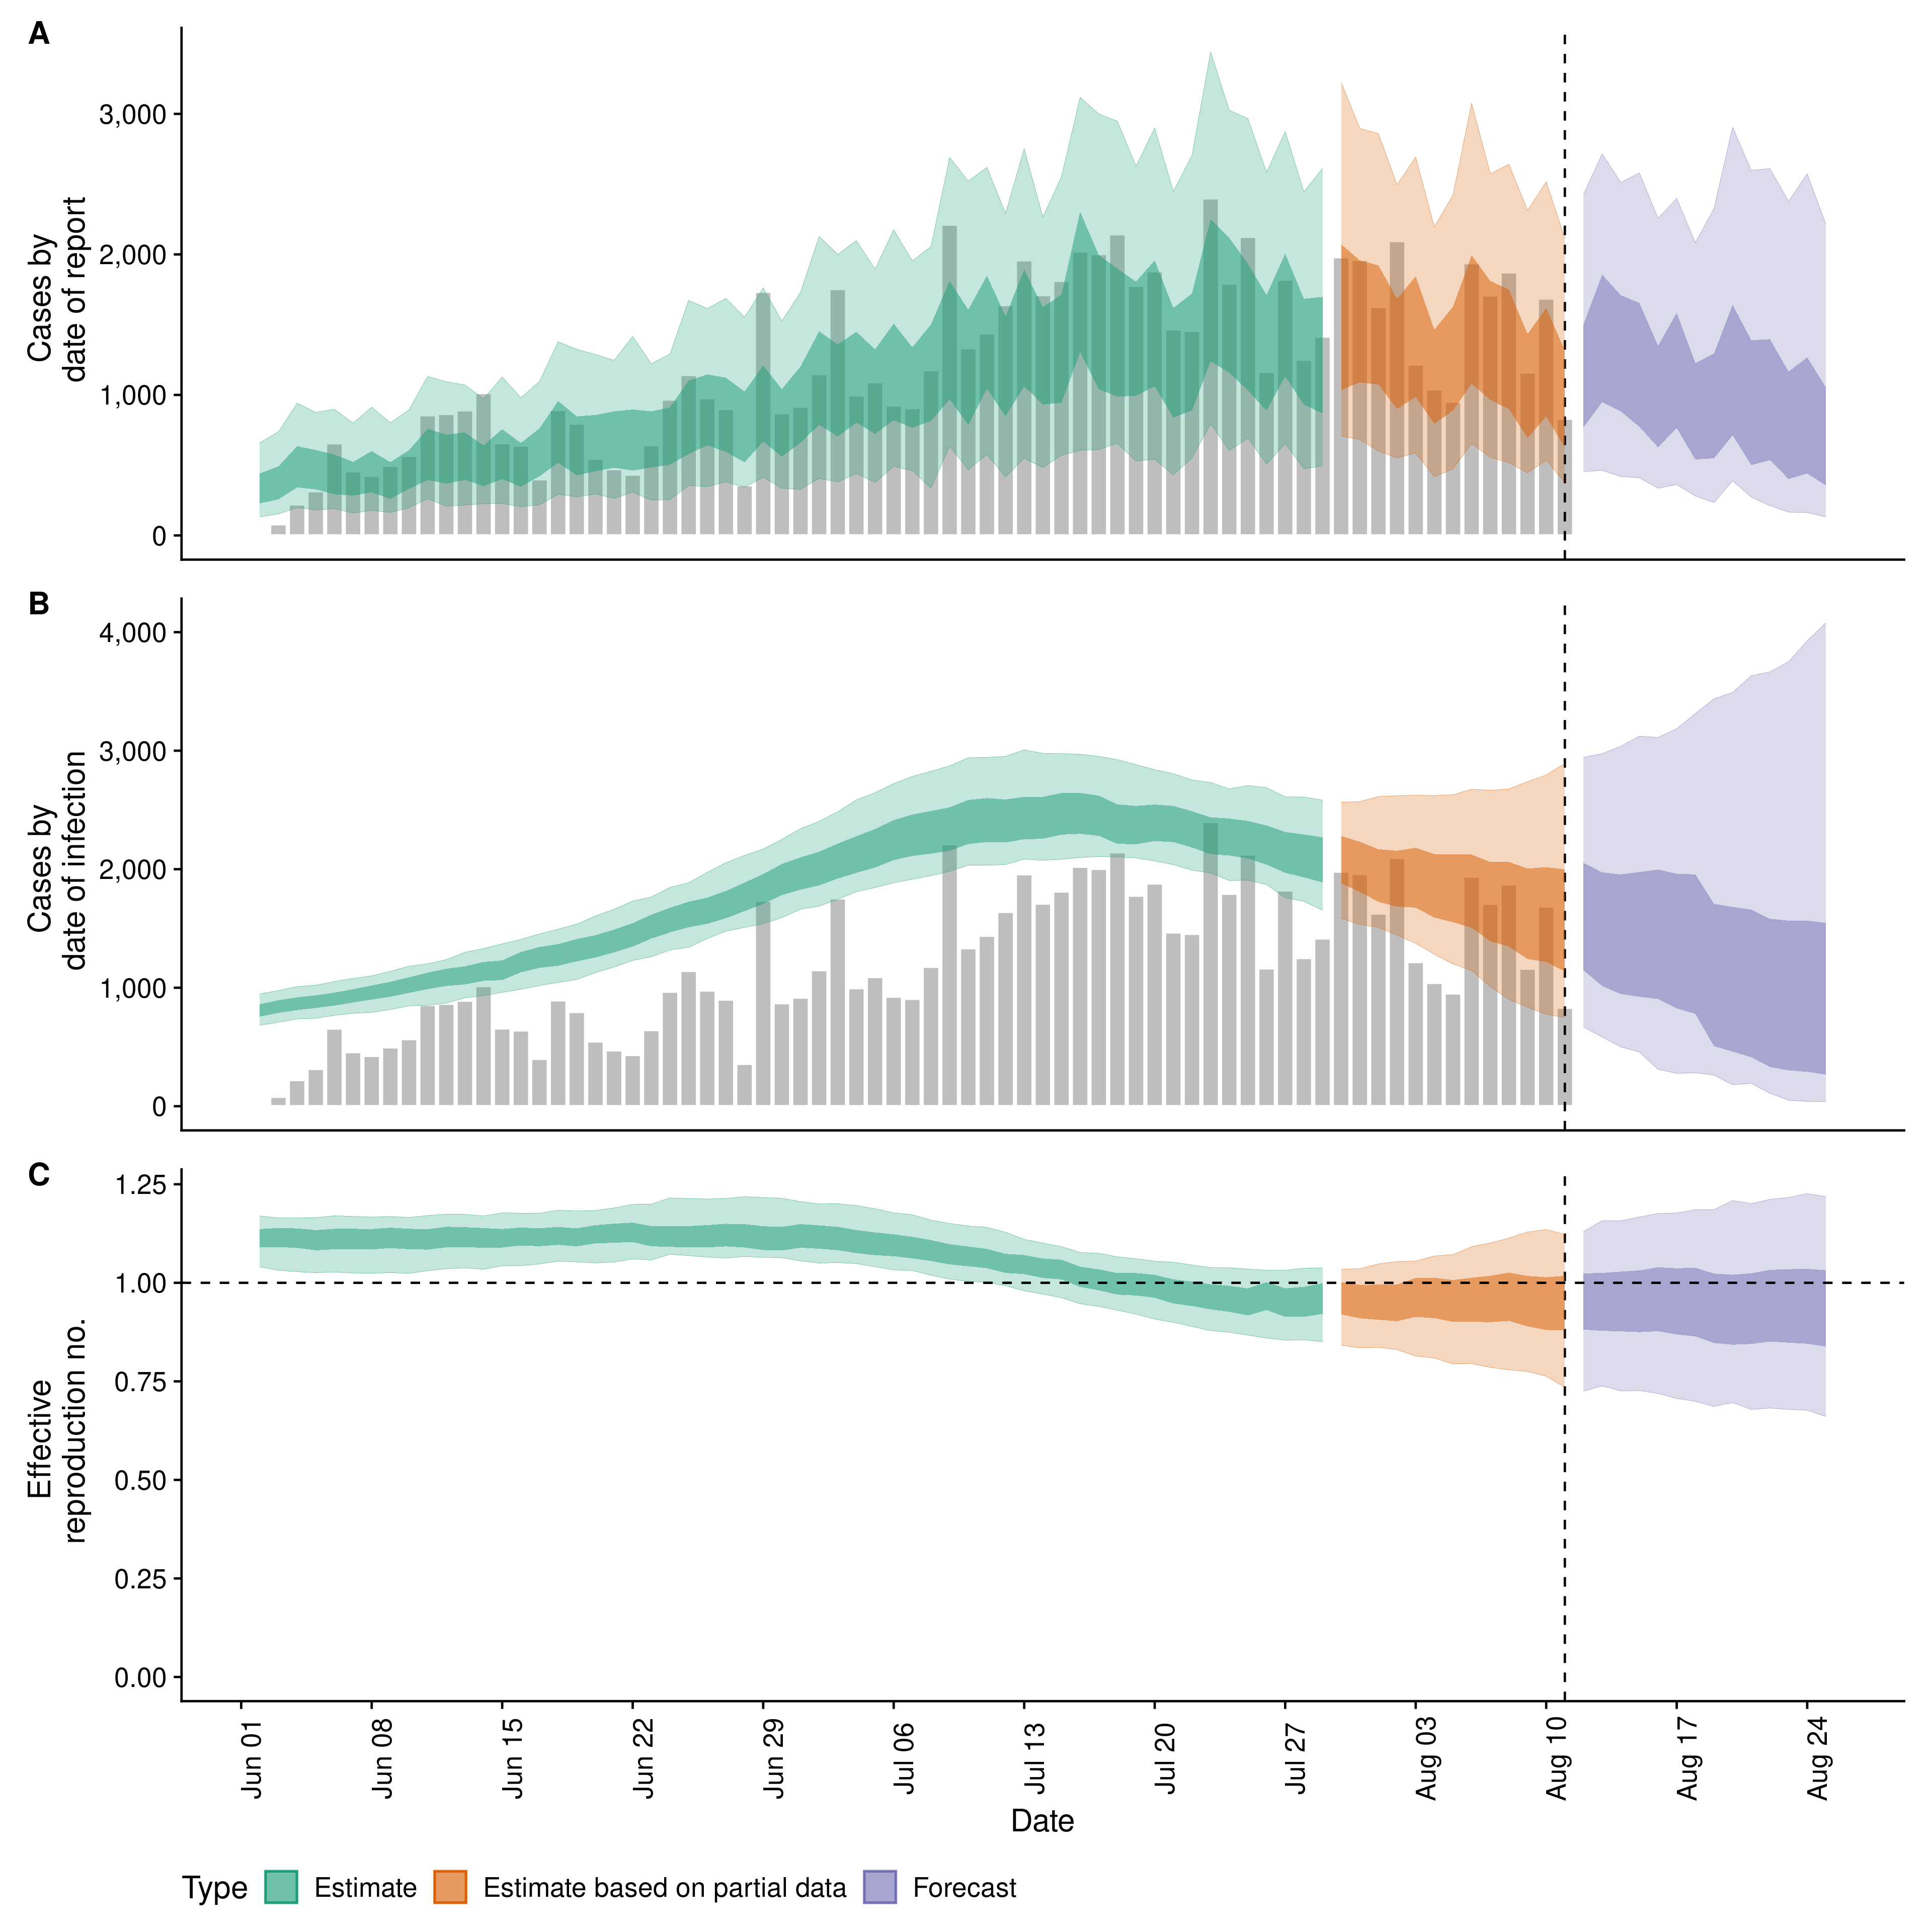 A
Cases by
date of report
3,000
2,000
1,000
0
B
Cases by
date of infection
4,000
3,000
2,000
1,000
0
C
Effective
reproduction no.
1.25
1.00
0.75
0.50
0.25
0.00
Jun 01
Jun 08
Jun 15
Jun 22
Jun 29
Jul 06
Jul 13
Jul 20
Jul 27
Aug 03
Aug 10
Aug 17
Aug 24
Date
Type Estimate Estimate based on partial data Forecast